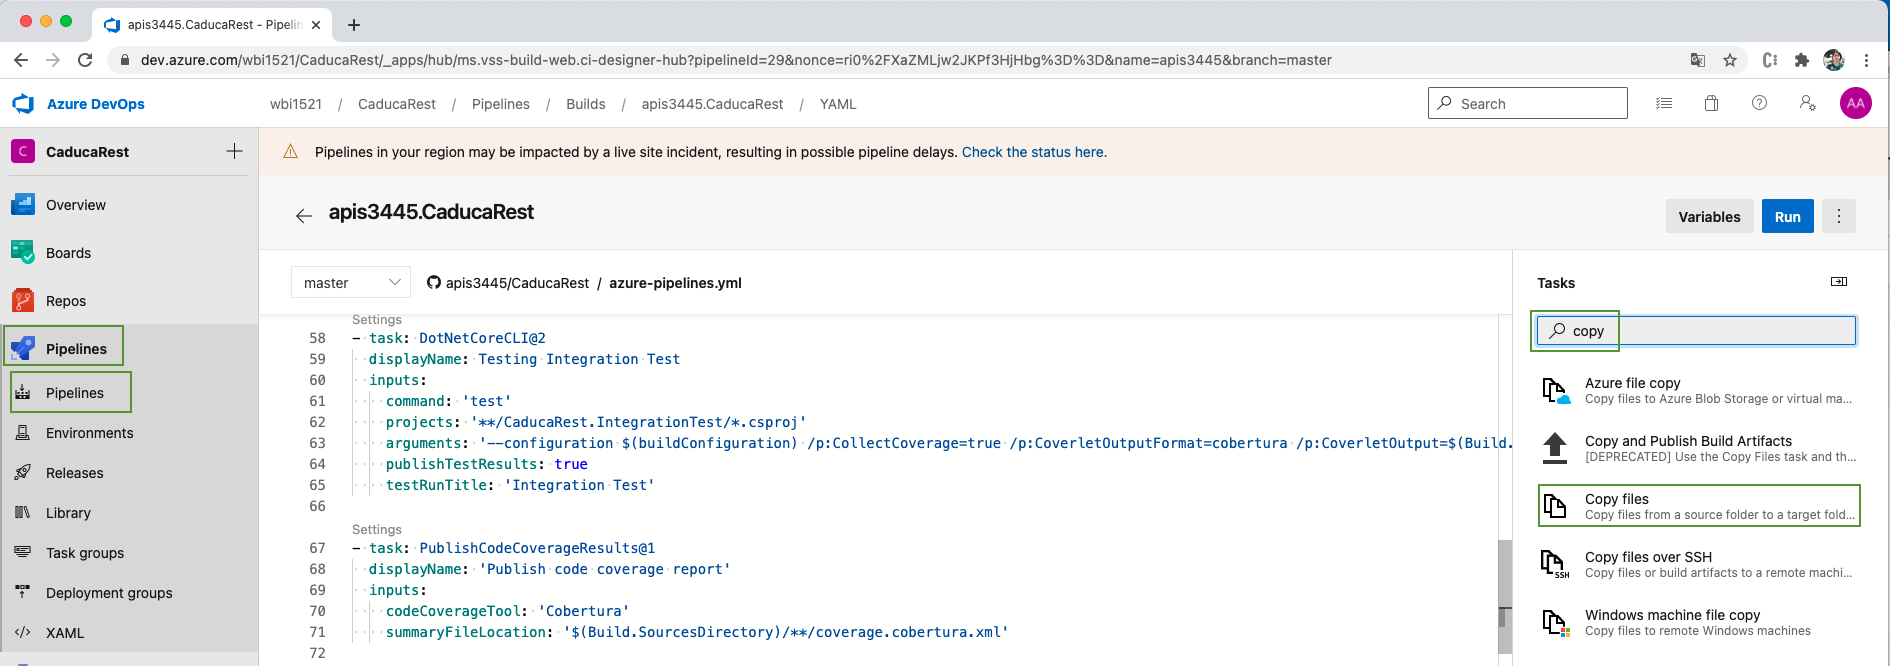 apis3445.CaducaRest - Pipelin
dev.azure.com/wbi1521/CaducaRest/_apps/hub/ms.vss-build-web.ci-designer-hub?pipelineId=29&nonce=ri0%2FXaZMLjw2JKPf3HjHbg%3D%3D&name=apis3445&branch=master
Azure DevOps
wbi1521 / CaducaRest / Pipelines / Builds / apis3445.CaducaRest / YAML
Search
AA
C CaducaRest
Overview
Boards
Repos
Pipelines
Pipelines
Environments
Releases
Library
Task groups
Deployment groups
XAML
Pipelines in your region may be impacted by a live site incident, resulting in possible pipeline delays. Check the status here.
apis3445.CaducaRest
Variables
Run
master
apis3445/CaducaRest / azure-pipelines.yml
Settings
58 - task: DotNetCoreCLI@2
59 displayName: Testing Integration Test
60 inputs:
61 command: 'test'
62 projects: '**/CaducaRest.IntegrationTest/*.csproj'
63 arguments: '--configuration $(buildConfiguration) /p:CollectCoverage=true /p:CoverletOutputFormat=cobertura /p:CoverletOutput=$(Build.
64 publishTestResults: true
65 testRunTitle: 'Integration Test'
66
Settings
67 - task: PublishCodeCoverageResults@1
68 displayName: 'Publish code coverage report'
69 inputs:
70 codeCoverageTool: 'Cobertura'
71 summaryFileLocation: '$(Build.SourcesDirectory)/**/coverage.cobertura.xml'
72
Tasks
copy
Azure file copy
Copy files to Azure Blob Storage or virtual ma...
Copy and Publish Build Artifacts
[DEPRECATED] Use the Copy Files task and th...
Copy files
Copy files from a source folder to a target fold...
SSH
Copy files over SSH
Copy files or build artifacts to a remote machi...
Windows machine file copy
Copy files to remote Windows machines